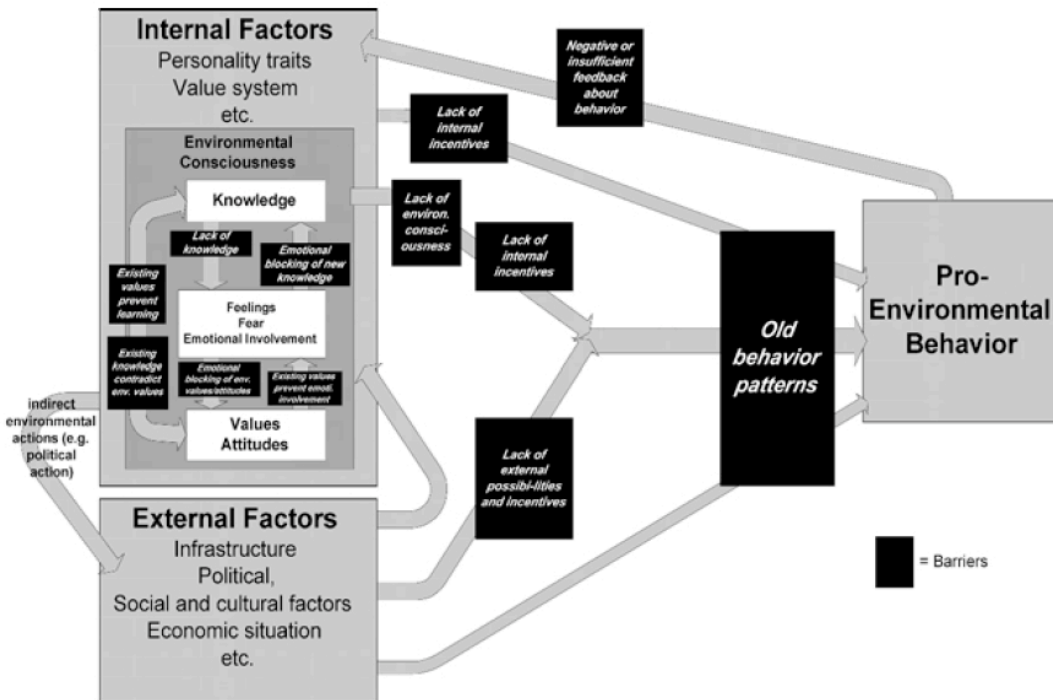 Internal Factors
Personality traits
Value system
etc.
Environmental
Consciousness
Knowledge
Lack of
knowledge
Emotional
blocking of new
knowledge
Existing
values
prevent
learning
Feelings
Fear
Emotional Involvement
Existing
knowledge
contradict
env. values
Emotional
blocking of env.
values/attitudes
Existing values
prevent emoti.
involvement
Values
Attitudes
indirect
environmental
actions (e.g.
political
action)
External Factors
Infrastructure
Political,
Social and cultural factors
Economic situation
etc.
Negative or
insufficient
feedback
about
behavior
Lack of
internal
incentives
Lack of
environ.
consci-
ousness
Lack of
internal
incentives
Lack of
external
possibi-lities
and incentives
Old
behavior
patterns
Pro-
Environmental
Behavior
= Barriers